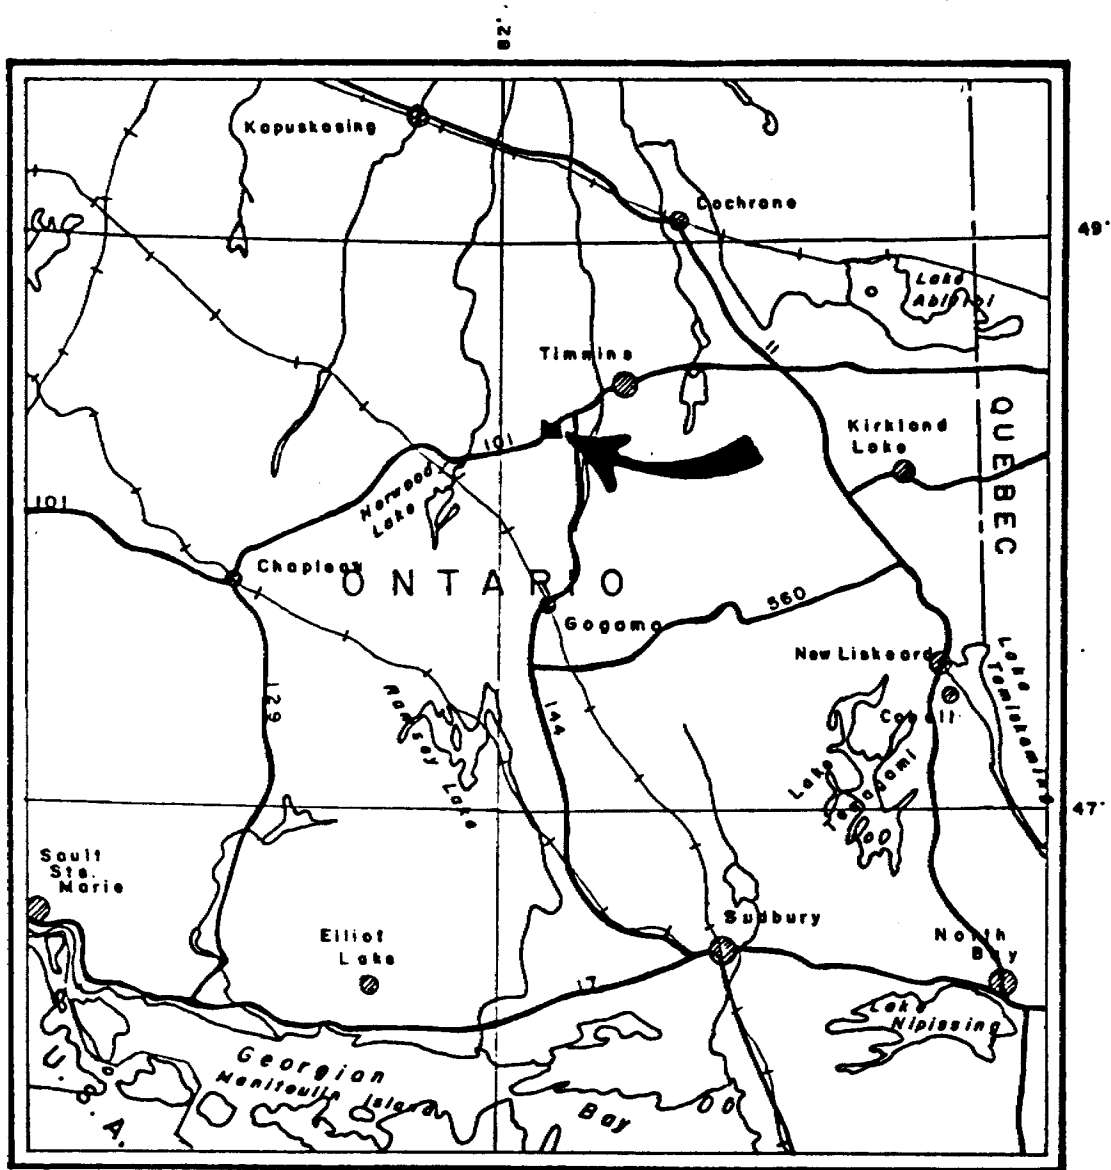 82°
Kapuskasing
Cochrane
49°
Lake
Abitibi
Timmins
11
QUEBEC
Kirkland
Lake
101
Horwood
Lake
101
Chapleau
ONTARIO
560
Gogama
New Liskeard
Lake
Temiskaming
129
Ramsay Lake
144
Cobalt
Lake
Temagami
47°
Sault
Ste.
Marie
Sudbury
Elliot
Lake
North
Bay
17
Lake
Nipissing
Georgian
Manitoulin Island
Bay
U.S.A.